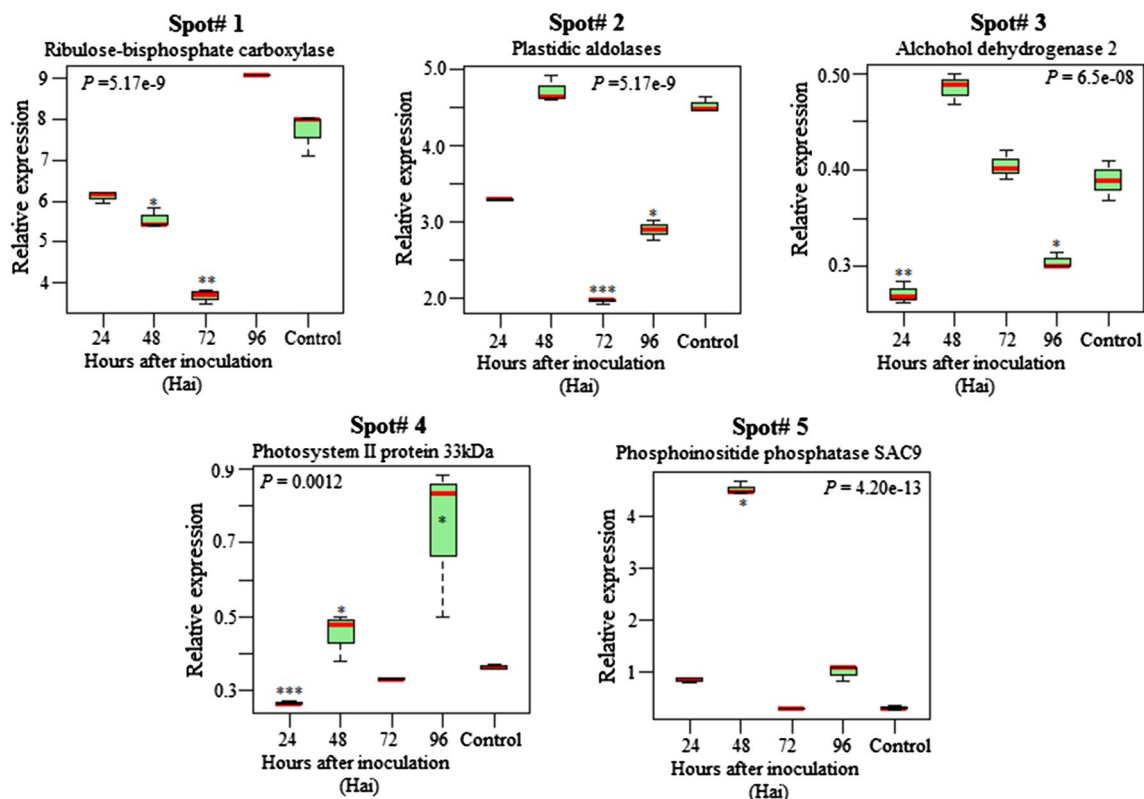 Spot# 1
Ribulose-bisphosphate carboxylase
P =5.17e-9
Relative expression
9
8
7
6
5
4
*
**
24 48 72 96 Control
Hours after inoculation
(Hai)
Spot# 2
Plastidic aldolases
P =5.17e-9
Relative expression
5.0
4.0
3.0
2.0
***
*
24 48 72 96 Control
Hours after inoculation
(Hai)
Spot# 3
Alchohol dehydrogenase 2
P = 6.5e-08
Relative expression
0.50
0.40
0.3
**
*
24 48 72 96 Control
Hours after inoculation
(Hai)
Spot# 4
Photosystem II protein 33kDa
P = 0.0012
Relative expression
0.9
0.7
0.5
0.3
***
*
*
24 48 72 96 Control
Hours after inoculation
(Hai)
Spot# 5
Phosphoinositide phosphatase SAC9
P = 4.20e-13
Relative expression
4
3
2
1
*
24 48 72 96 Control
Hours after inoculation
(Hai)